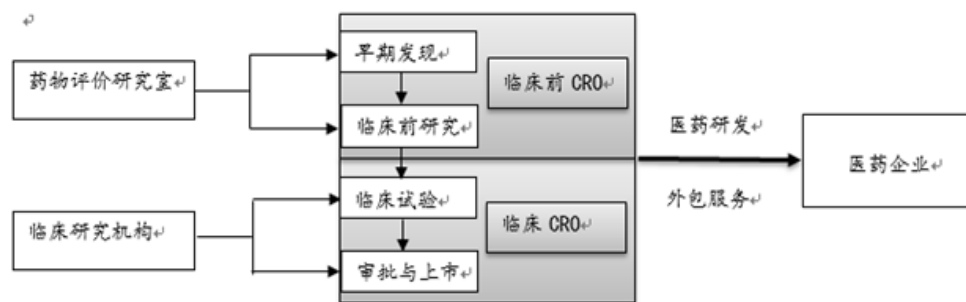 早期发现
药物评价研究室
临床前 CRO
临床前研究
医药研发
医药企业
临床试验
外包服务
临床研究机构
临床 CRO
审批与上市